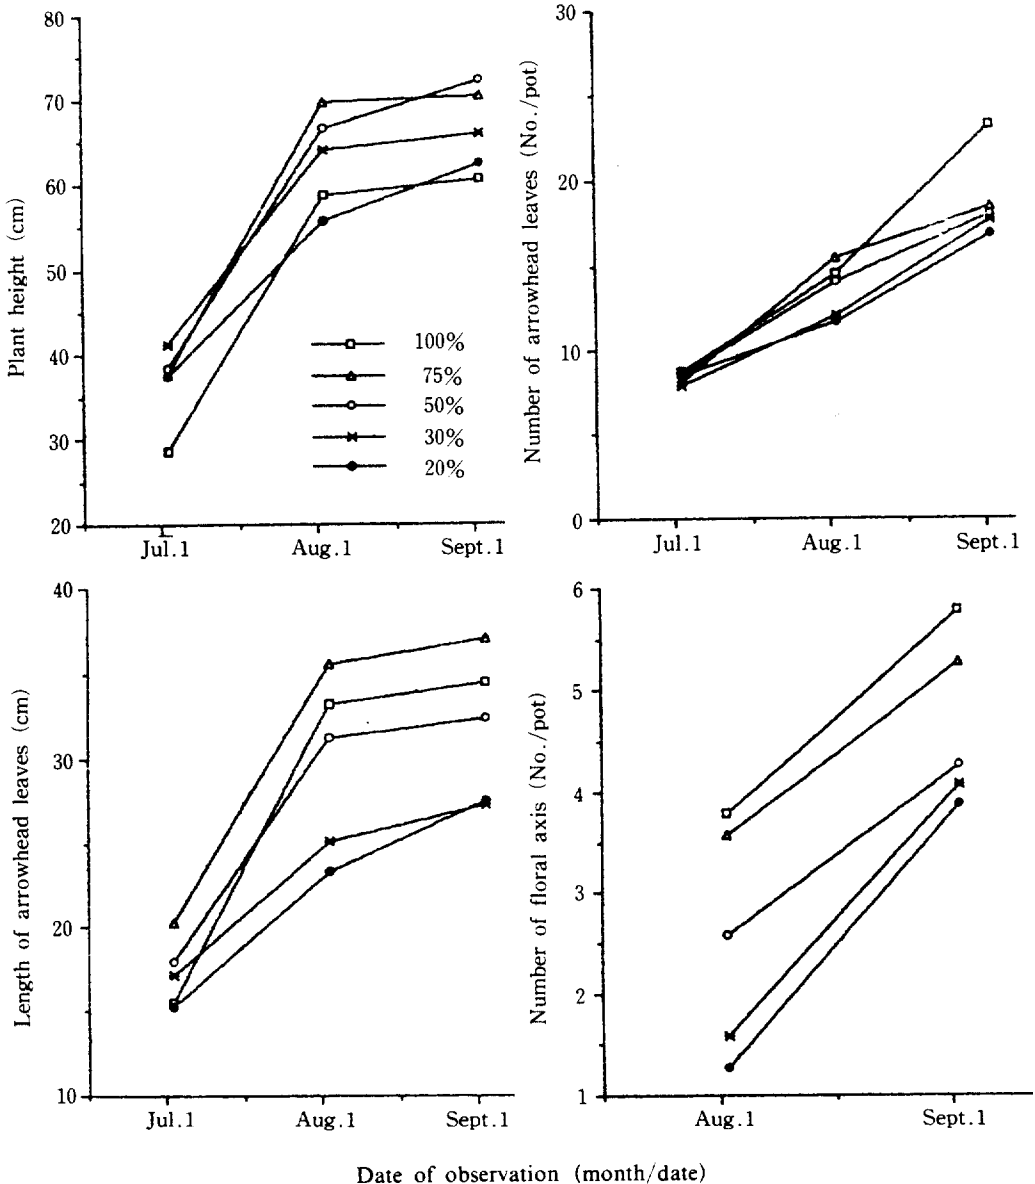 Plant height (cm)
80
70
60
50
40
30
20
Jul.1 Aug.1 Sept.1
100%
75%
50%
30%
20%
Number of arrowhead leaves (No./pot)
30
20
10
0
Jul.1 Aug.1 Sept.1
Length of arrowhead leaves (cm)
40
30
20
10
Jul.1 Aug.1 Sept.1
Number of floral axis (No./pot)
6
5
4
3
2
1
Aug.1 Sept.1
Date of observation (month/date)